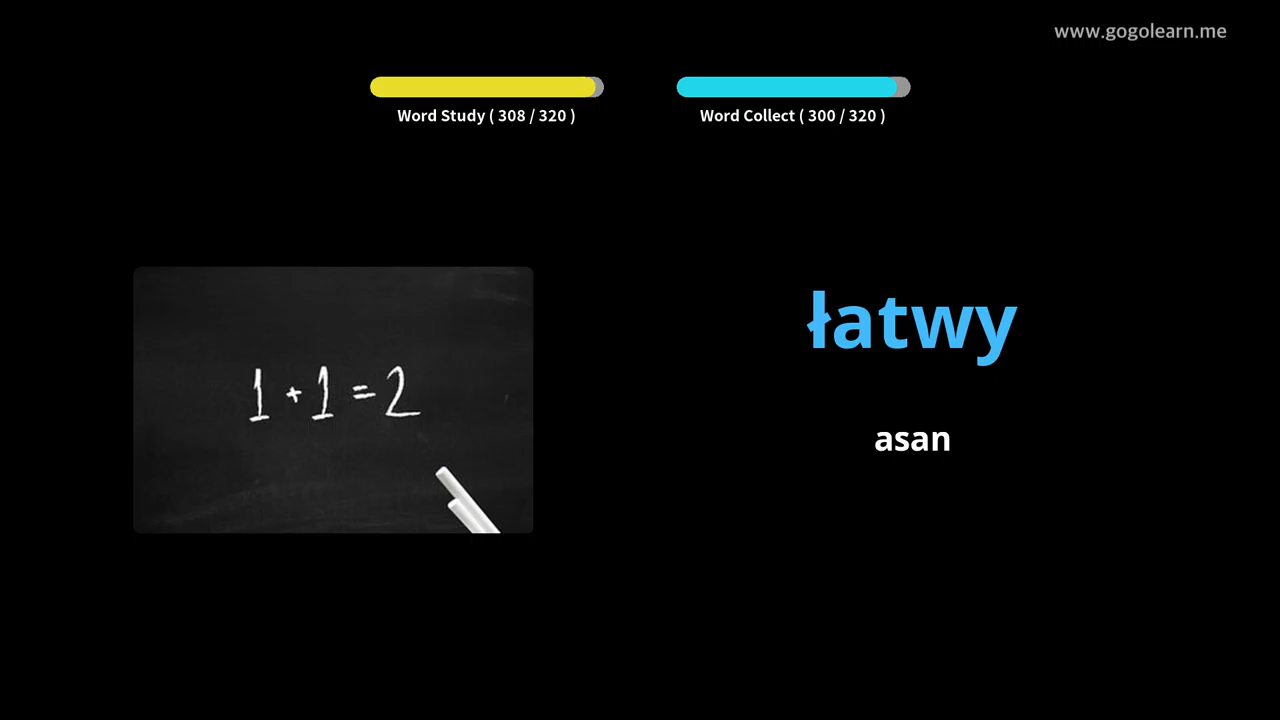 www.gogolearn.me
Word Study ( 308 / 320 )
Word Collect ( 300 / 320 )
1 + 1 = 2
łatwy
asan